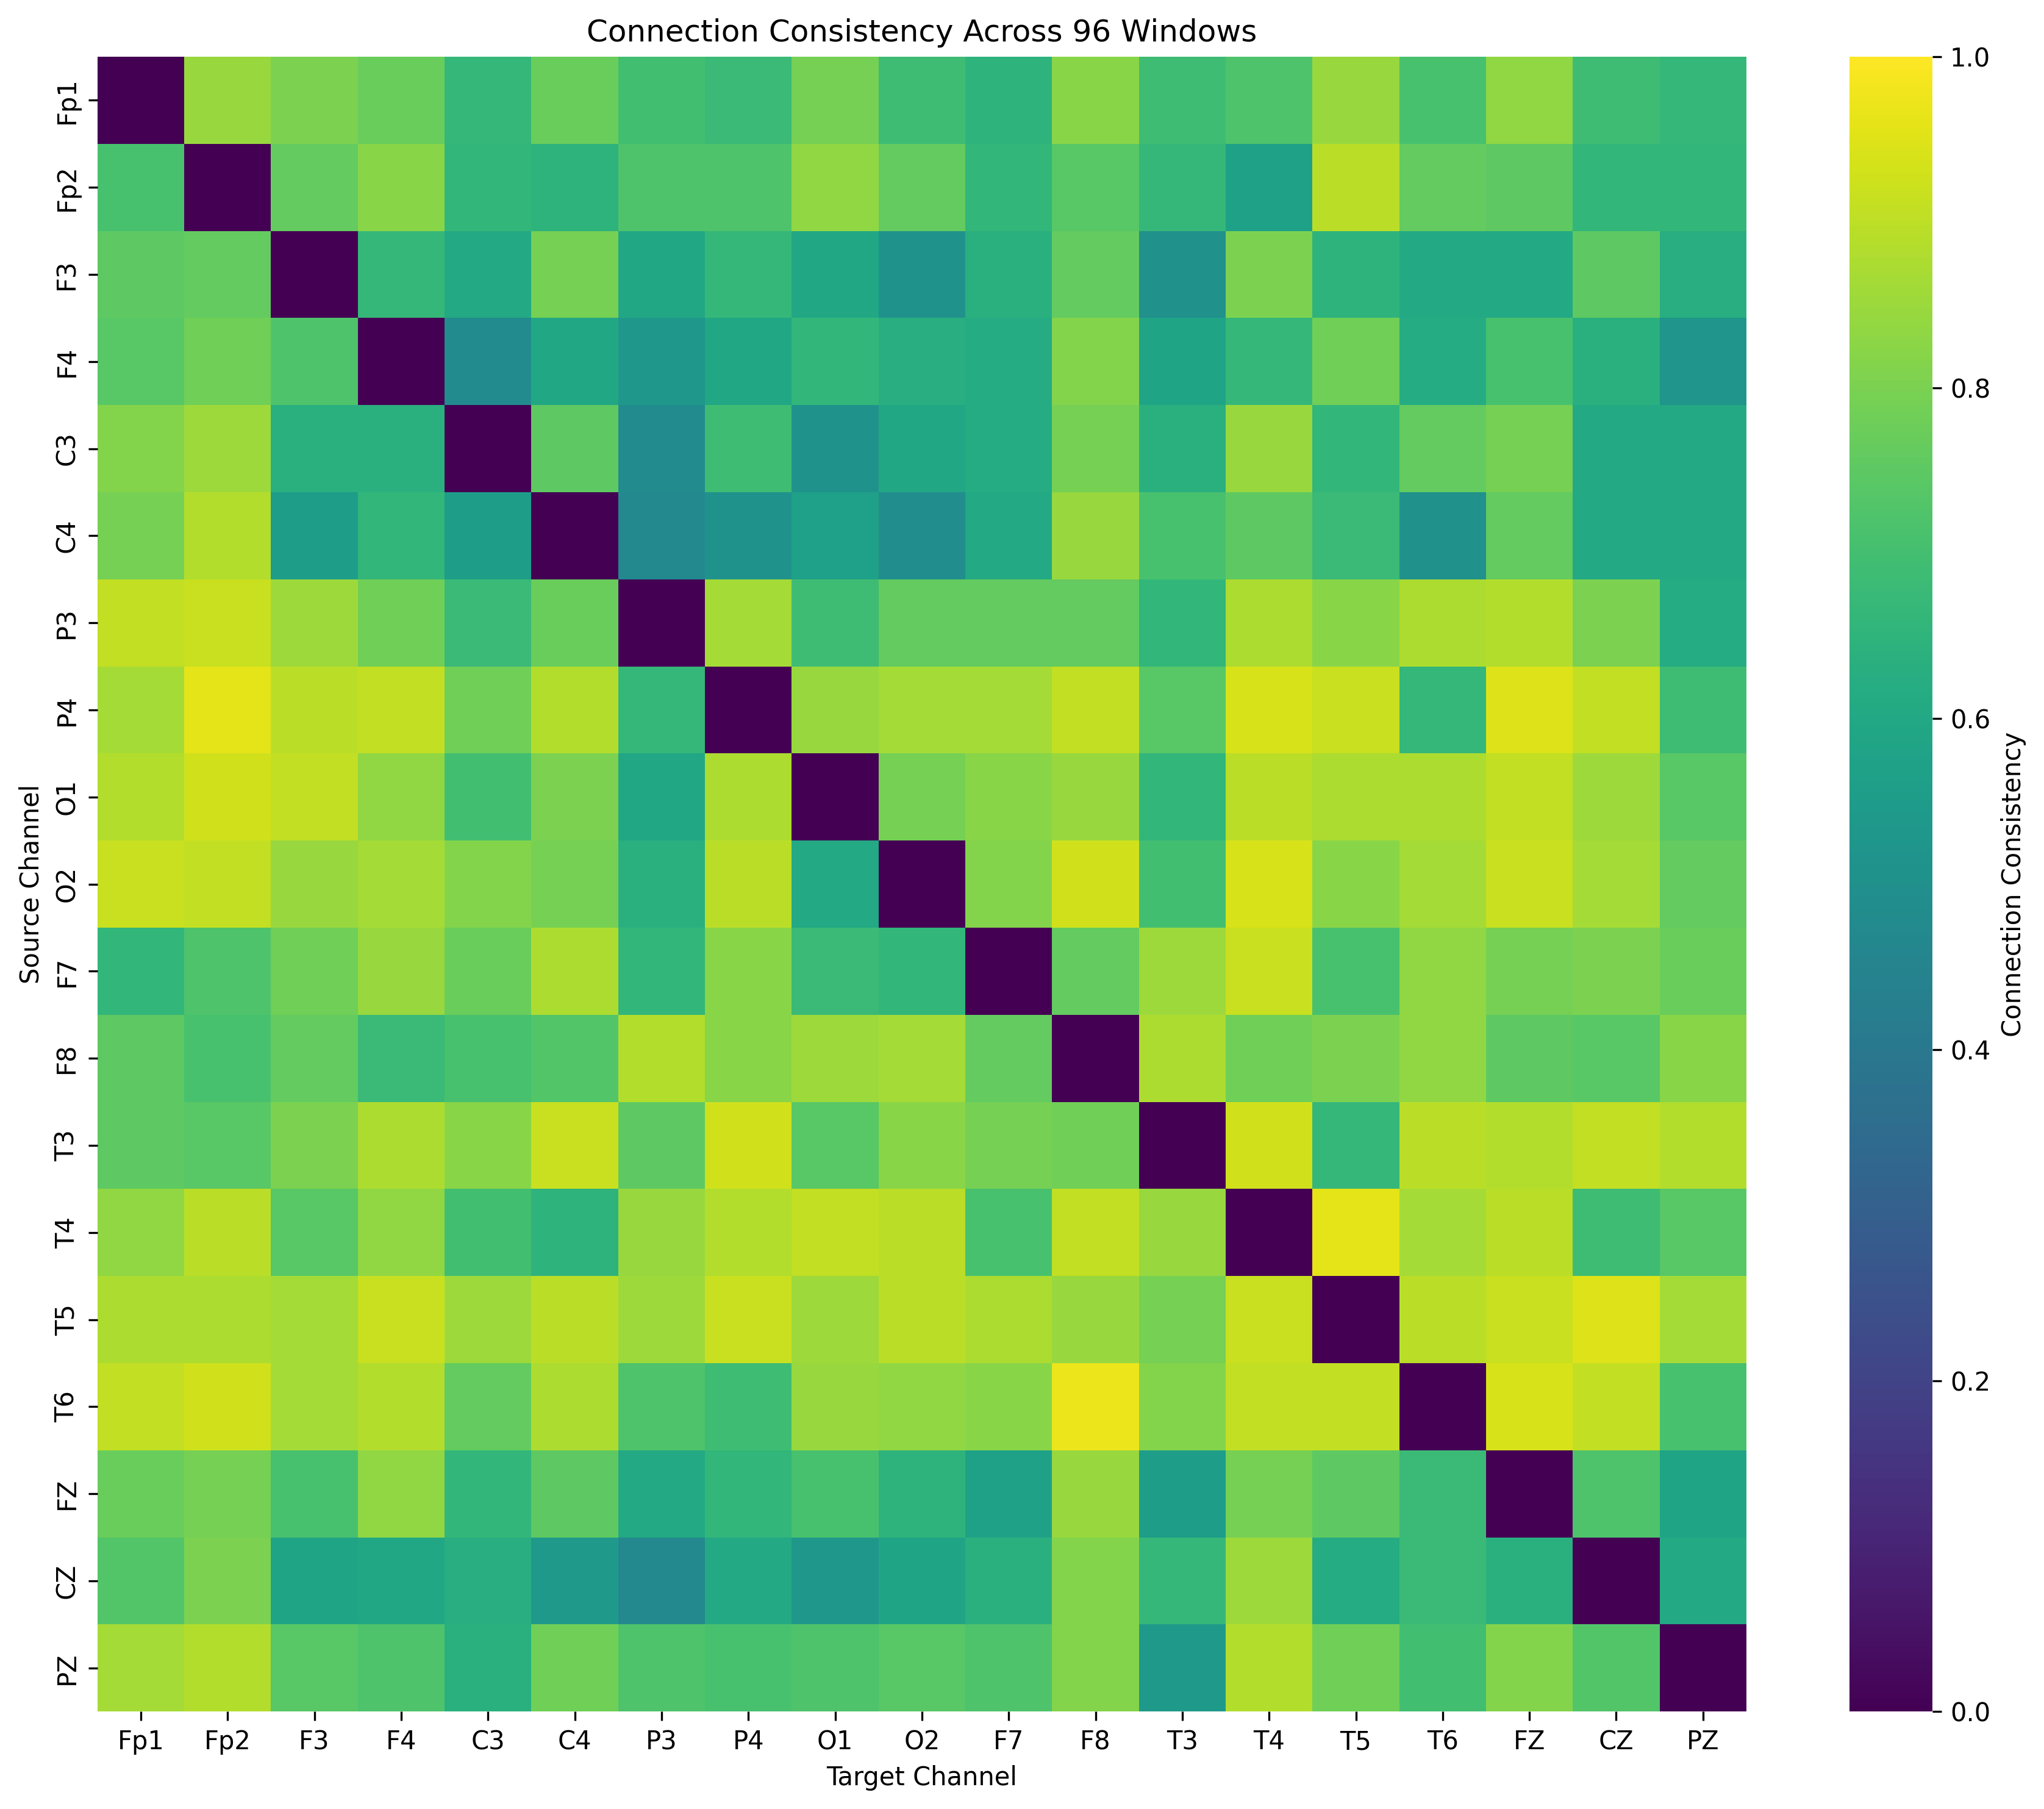 Connection Consistency Across 96 Windows
Source Channel
Fp1
Fp2
F3
F4
C3
C4
P3
P4
O1
O2
F7
F8
T3
T4
T5
T6
FZ
CZ
PZ
Fp1 Fp2 F3 F4 C3 C4 P3 P4 O1 O2 F7 F8 T3 T4 T5 T6 FZ CZ PZ
Target Channel
1.0
0.8
0.6
0.4
0.2
0.0
Connection Consistency